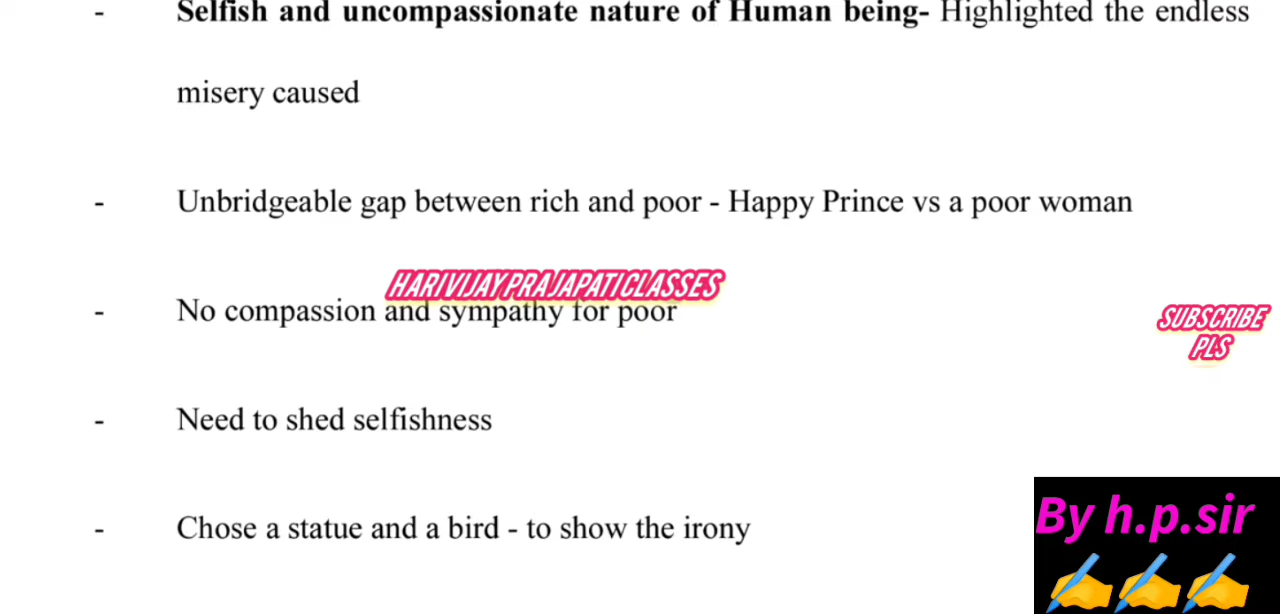 - Selfish and uncompassionate nature of Human being- Highlighted the endless
misery caused
- Unbridgeable gap between rich and poor - Happy Prince vs a poor woman
HARIVIJAYPRAJAPATICLASSES
- No compassion and sympathy for poor
SUBSCRIBE
PLS
- Need to shed selfishness
By h.p.sir
- Chose a statue and a bird - to show the irony